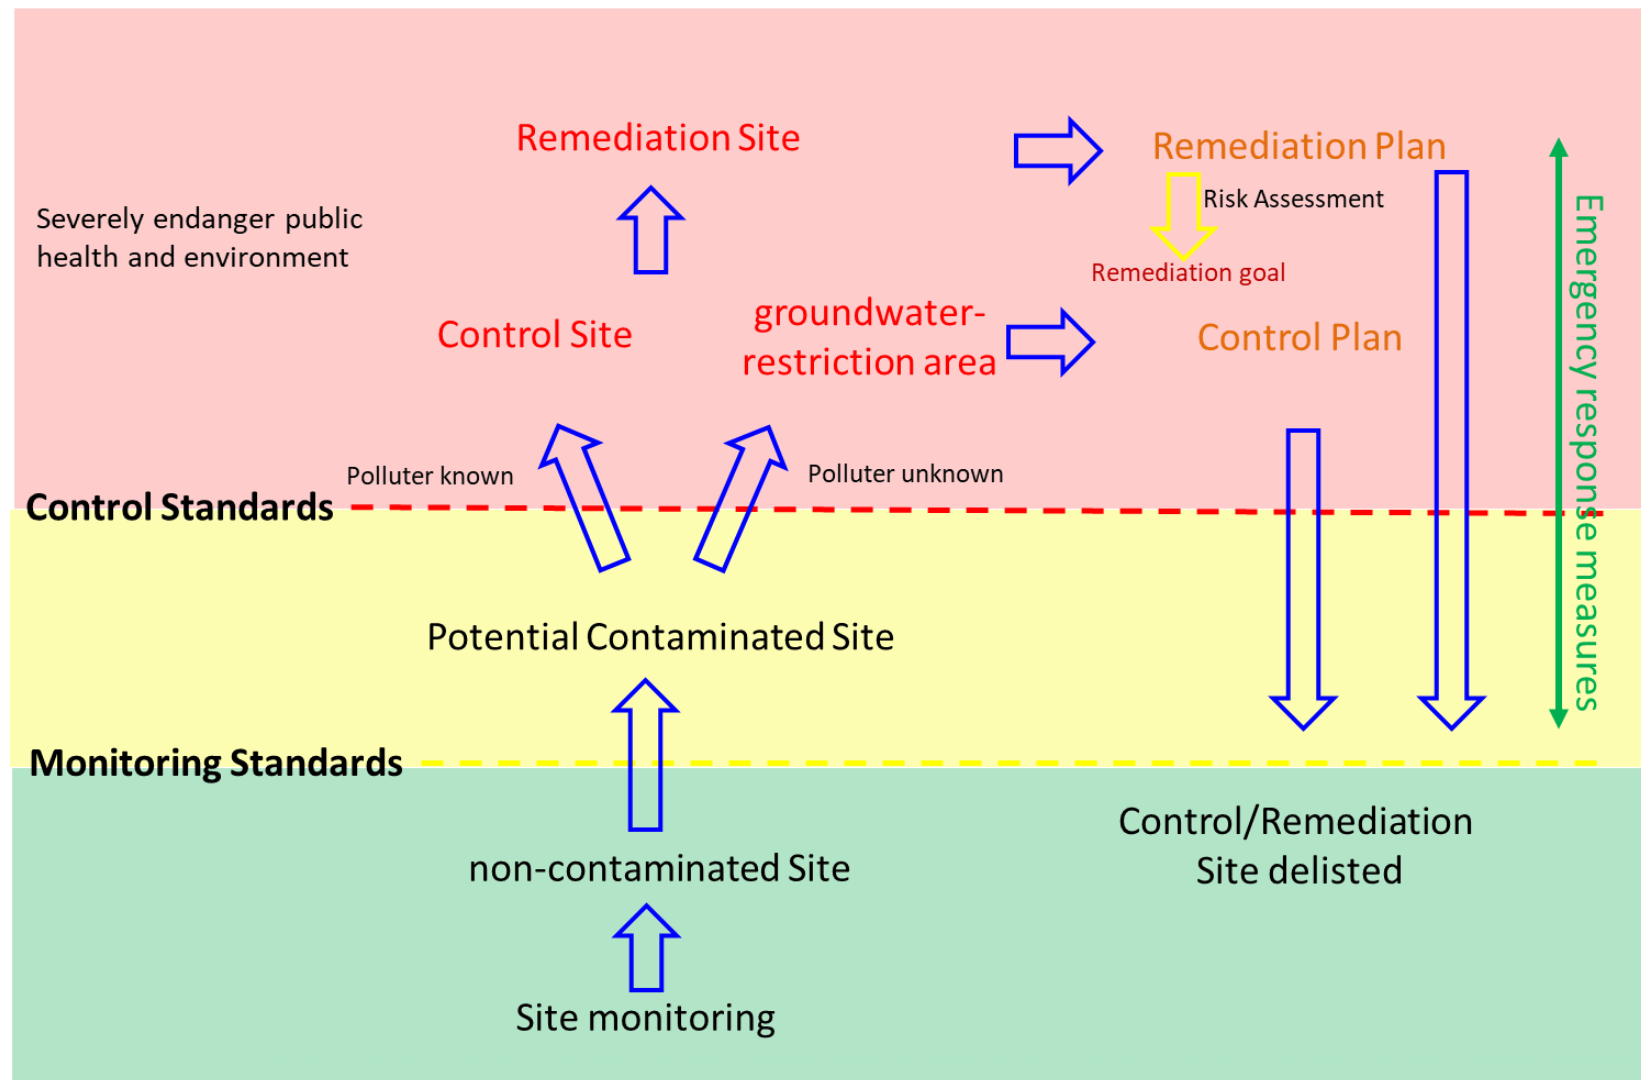 Remediation Site
Remediation Plan
Risk Assessment
Severely endanger public
health and environment
Remediation goal
Control Site
groundwater-
restriction area
Control Plan
Emergency response measures
Polluter known
Polluter unknown
Control Standards
Potential Contaminated Site
Monitoring Standards
Control/Remediation
Site delisted
non-contaminated Site
Site monitoring